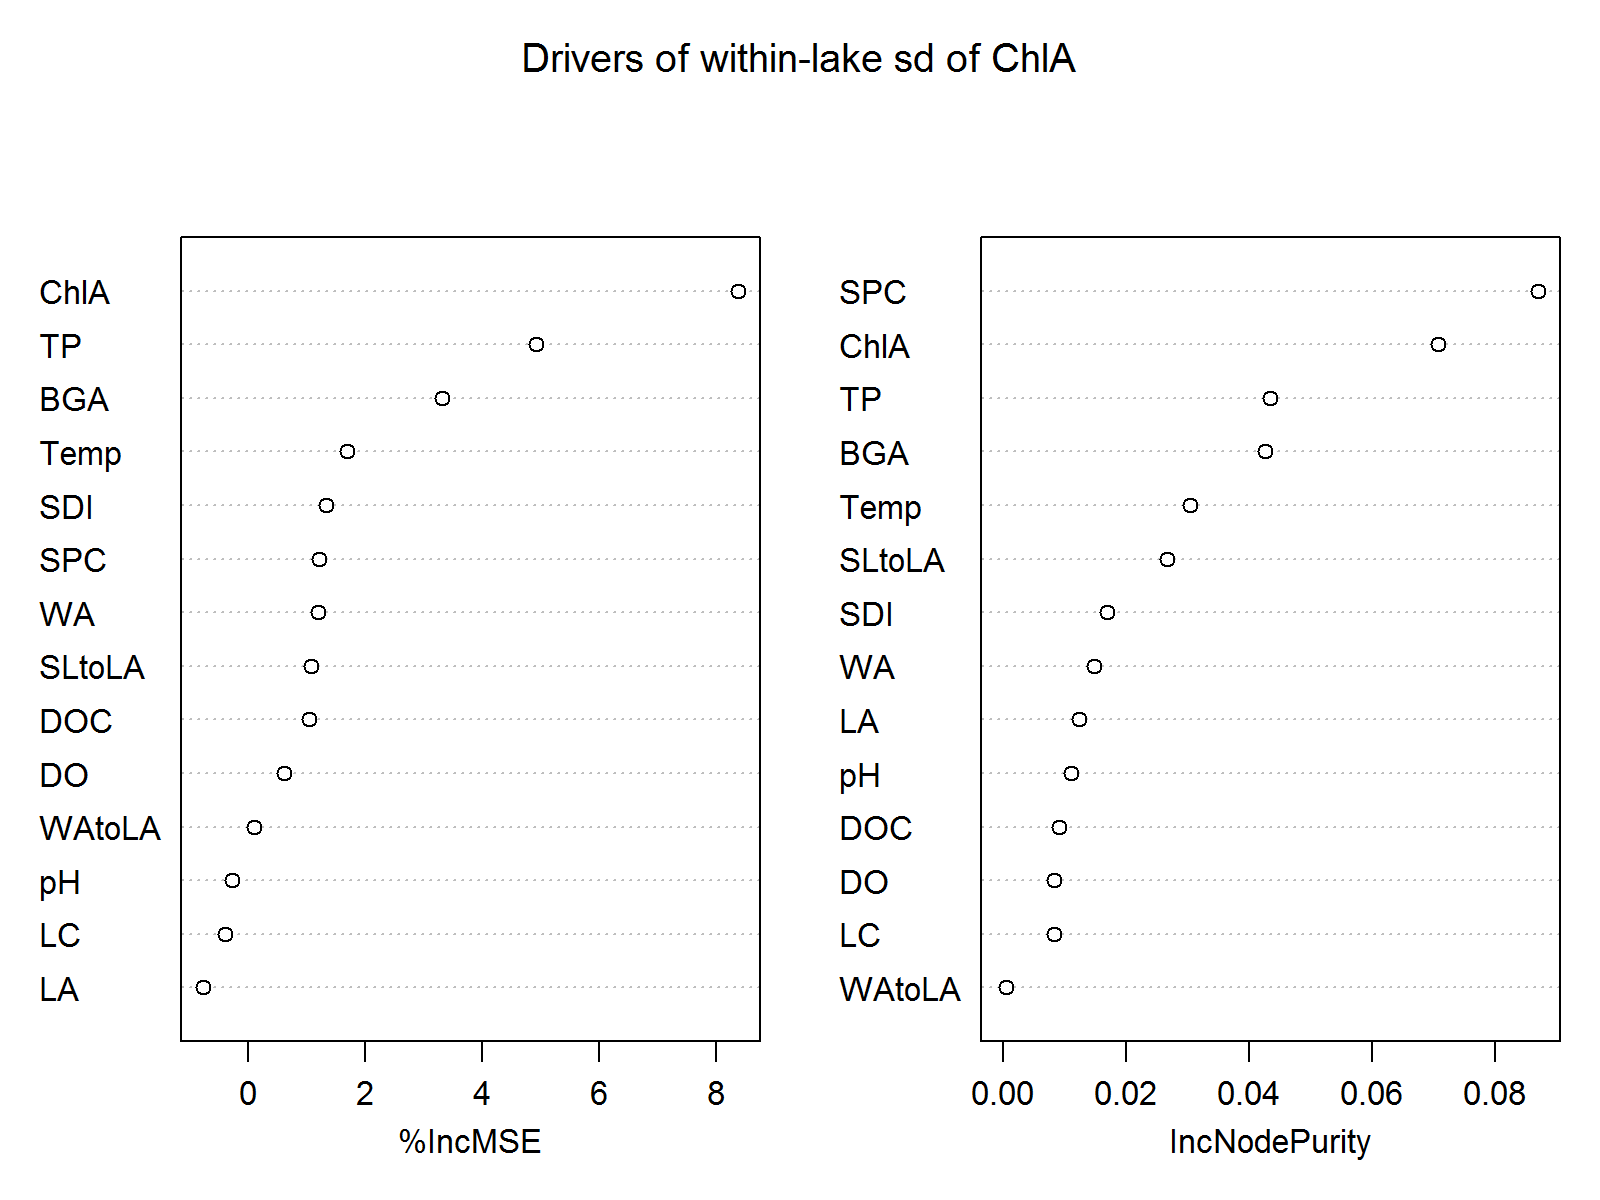 Drivers of within-lake sd of ChlA
ChlA
TP
BGA
Temp
SDI
SPC
WA
SLtoLA
DOC
DO
WAtoLA
pH
LC
LA
0 2 4 6 8
%IncMSE
SPC
ChlA
TP
BGA
Temp
SLtoLA
SDI
WA
LA
pH
DOC
DO
LC
WAtoLA
0.00 0.02 0.04 0.06 0.08
IncNodePurity